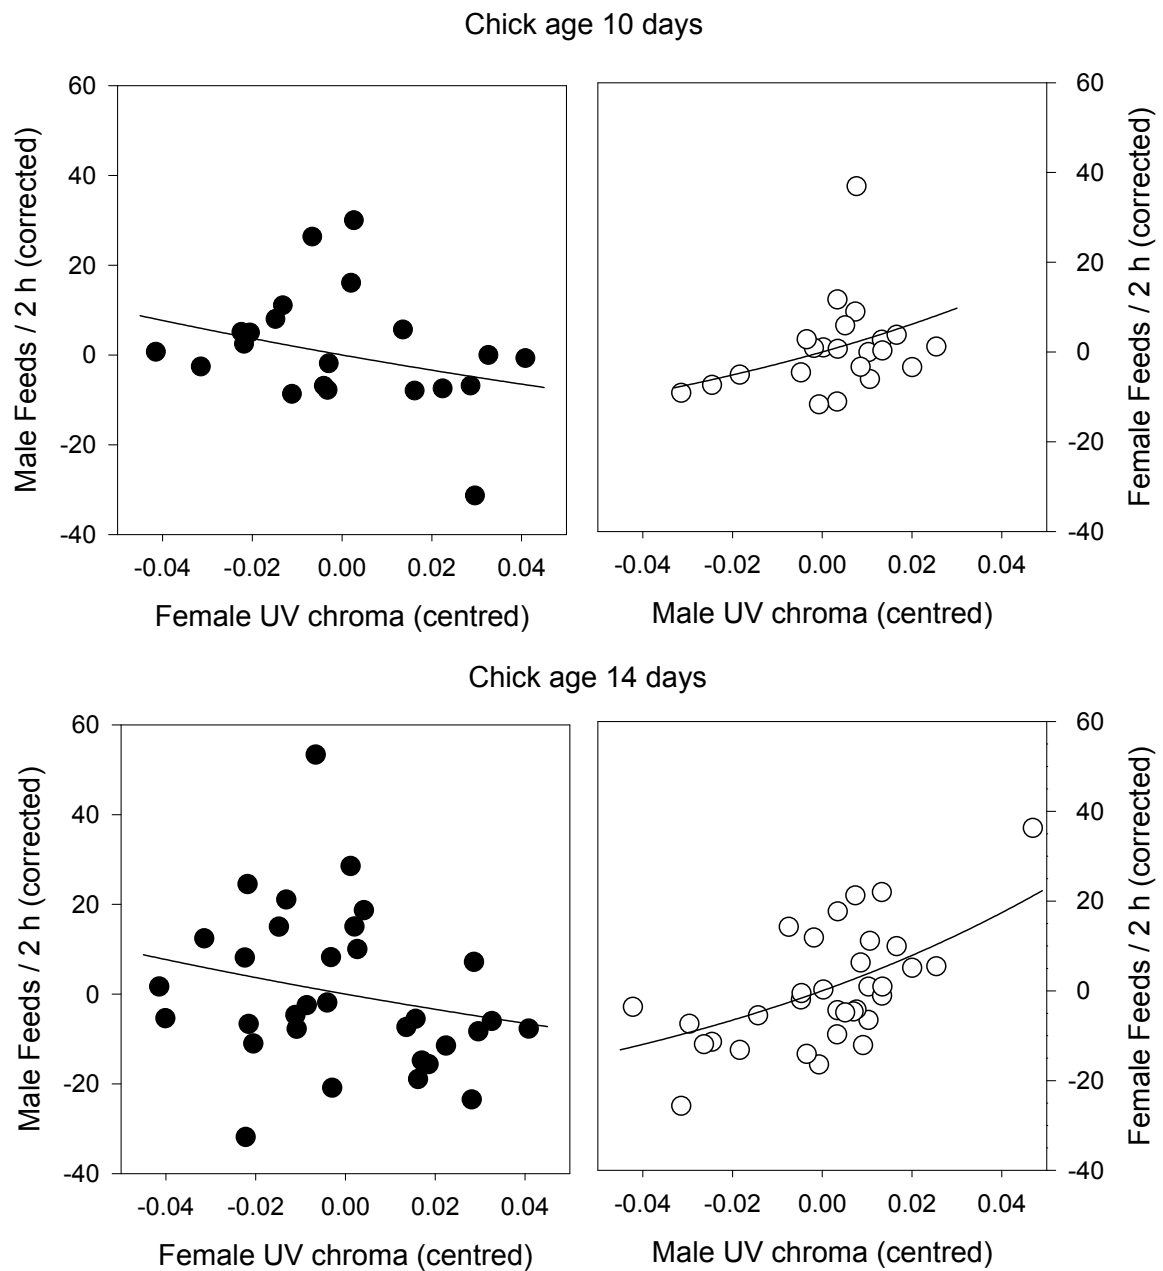 Chick age 10 days
Male Feeds / 2 h (corrected)
60
40
20
0
-20
-40
-0.04 -0.02 0.00 0.02 0.04
Female UV chroma (centred)
60
40
20
0
-20
-40
Female Feeds / 2 h (corrected)
-0.04 -0.02 0.00 0.02 0.04
Male UV chroma (centred)
Chick age 14 days
Male Feeds / 2 h (corrected)
60
40
20
0
-20
-40
-0.04 -0.02 0.00 0.02 0.04
Female UV chroma (centred)
60
40
20
0
-20
-40
Female Feeds / 2 h (corrected)
-0.04 -0.02 0.00 0.02 0.04
Male UV chroma (centred)